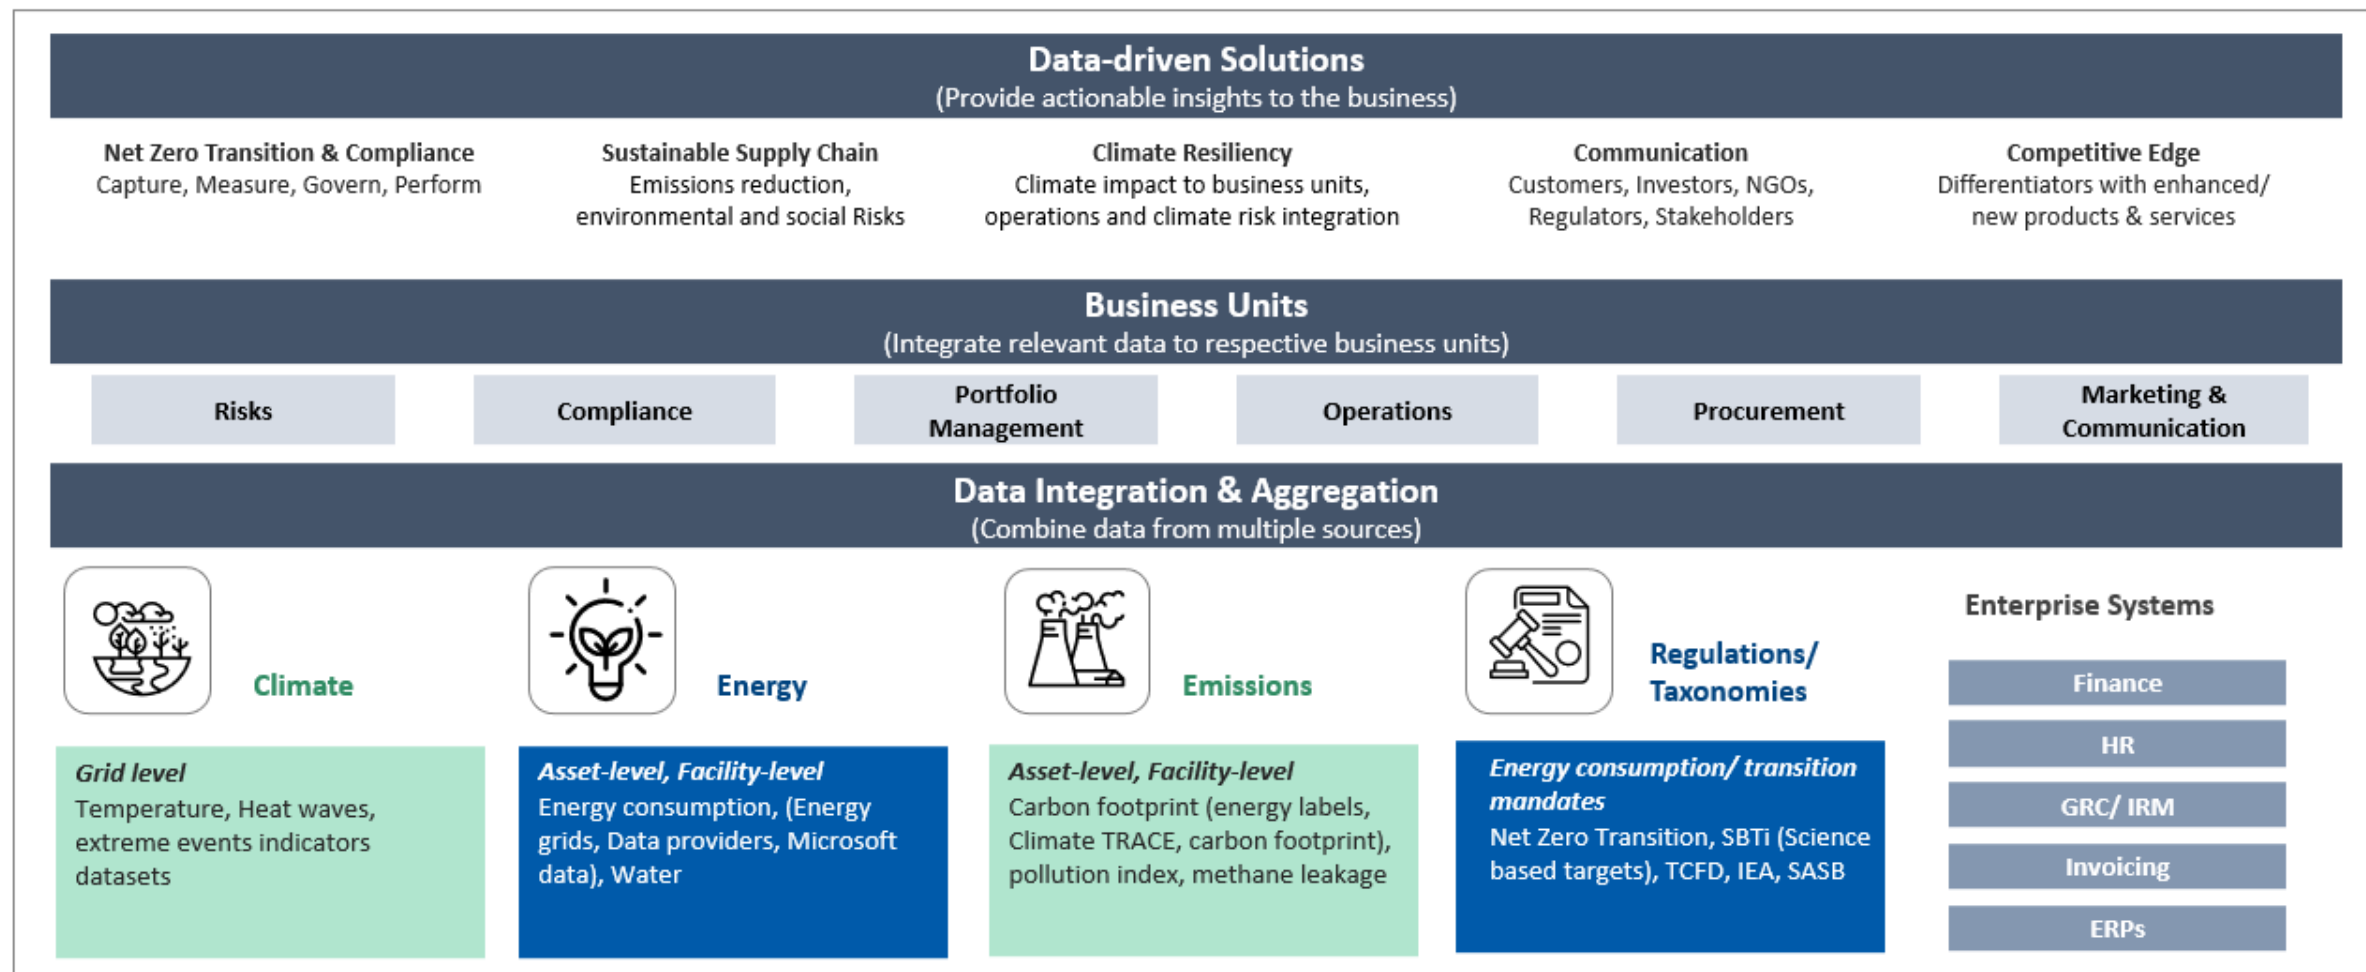 Data-driven Solutions
(Provide actionable insights to the business)
Net Zero Transition & Compliance
Capture, Measure, Govern, Perform
Sustainable Supply Chain
Emissions reduction,
environmental and social Risks
Climate Resiliency
Climate impact to business units,
operations and climate risk integration
Communication
Customers, Investors, NGOs,
Regulators, Stakeholders
Competitive Edge
Differentiators with enhanced/
new products & services
Business Units
(Integrate relevant data to respective business units)
Risks
Compliance
Portfolio
Management
Operations
Procurement
Marketing &
Communication
Data Integration & Aggregation
(Combine data from multiple sources)
Climate
Grid level
Temperature, Heat waves,
extreme events indicators
datasets
Energy
Asset-level, Facility-level
Energy consumption, (Energy
grids, Data providers, Microsoft
data), Water
Emissions
Asset-level, Facility-level
Carbon footprint (energy labels,
Climate TRACE, carbon footprint),
pollution index, methane leakage
Regulations/
Taxonomies
Energy consumption/ transition
mandates
Net Zero Transition, SBTi (Science
based targets), TCFD, IEA, SASB
Enterprise Systems
Finance
HR
GRC/ IRM
Invoicing
ERPs